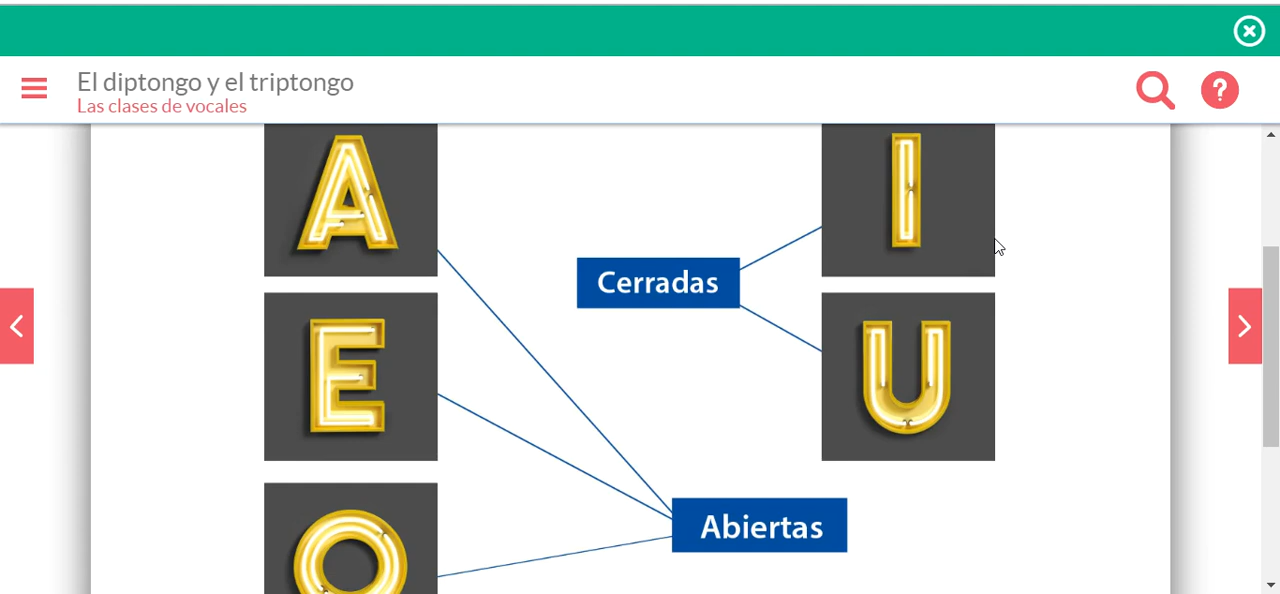 El diptongo y el triptongo
Las clases de vocales
?
A
I
Cerradas
E
U
Abiertas
O